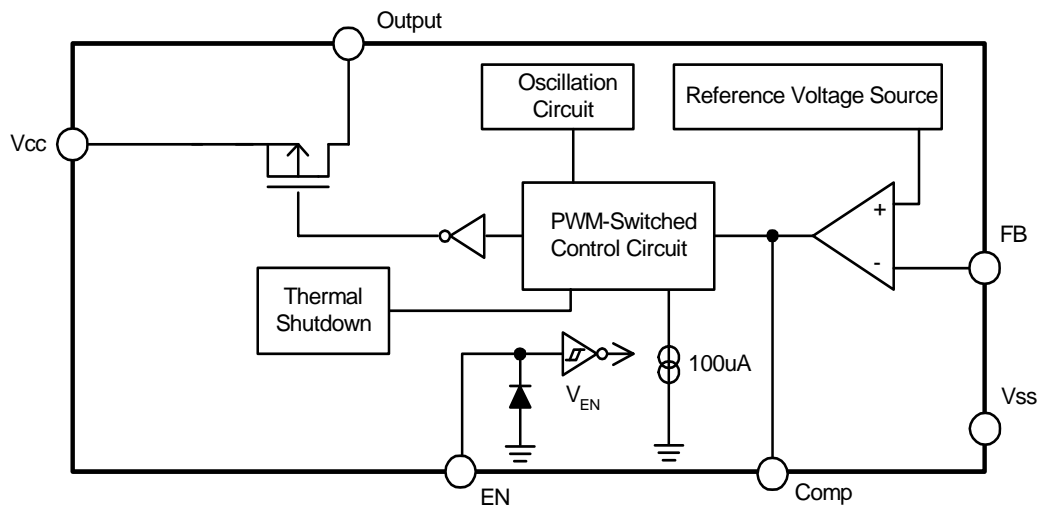 Output
Oscillation
Circuit
Reference Voltage Source
Vcc
+
PWM-Switched
Control Circuit
-
FB
Thermal
Shutdown
100uA
VEN
Vss
EN
Comp